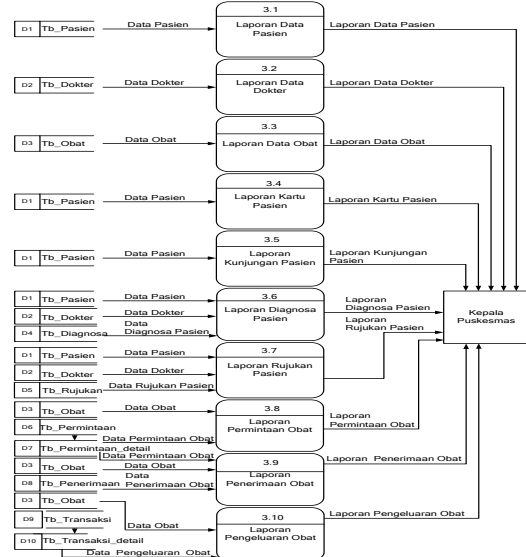 3.1
D1 Tb_Pasien Data Pasien Laporan Data Laporan Data Pasien
Pasien
3.2
D2 Tb_Dokter Data Dokter Laporan Data Laporan Data Dokter
Dokter
3.3
D3 Tb_Obat Data Obat Laporan Data Obat Laporan Data Obat
3.4
D1 Tb_Pasien Data Pasien Laporan Kartu Laporan Kartu Pasien
Pasien
3.5
D1 Tb_Pasien Data Pasien Laporan Laporan Kunjungan
Kunjungan Pasien Pasien
3.6
D1 Tb_Pasien Data Pasien Laporan Diagnosa Laporan
Pasien Diagnosa Pasien
D2 Tb_Dokter Data Dokter Laporan
Data Rujukan Pasien
D4 Tb_Diagnosa Diagnosa Pasien
Kepala
Puskesmas
3.7
D1 Tb_Pasien Data Pasien Laporan Rujukan
Pasien
D2 Tb_Dokter Data Dokter
D5 Tb_Rujukan Data Rujukan Pasien
3.8
D3 Tb_Obat Data Obat Laporan Laporan
Permintaan Obat Permintaan Obat
D6 Tb_Permintaan
D7 Tb_Permintaan_detail Data Permintaan Obat
3.9
Data Permintaan Obat Laporan Laporan Penerimaan Obat
Penerimaan Obat
D3 Tb_Obat Data Obat
Data
D8 Tb_Penerimaan Penerimaan Obat
D3 Tb_Obat
3.10
D9 Tb_Transaksi Data Obat Laporan Laporan Pengeluaran Obat
Pengeluaran Obat
D10 Tb_Transaksi_detail
Data Pengeluaran Obat